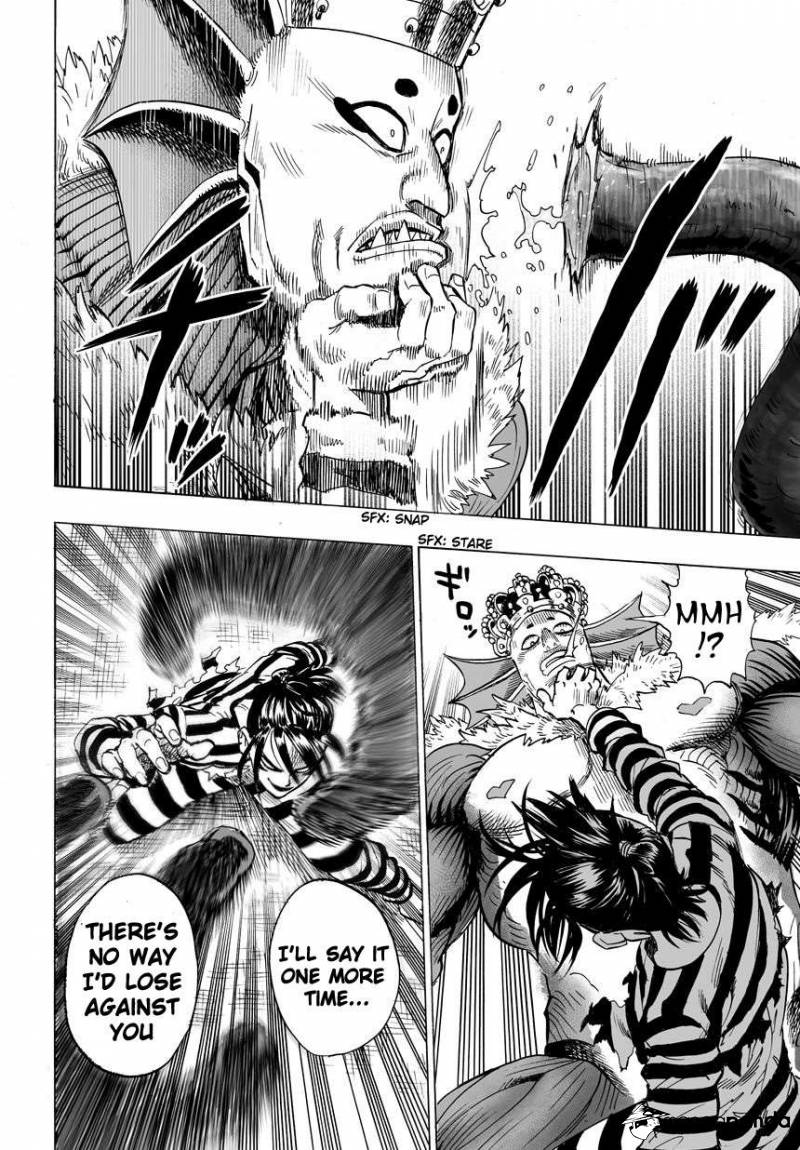 SFX: SNAP
SFX: STARE
ギロッ
MMH
!?
I'LL SAY IT
ONE MORE
TIME...
THERE'S
NO WAY
I'D LOSE
AGAINST
YOU